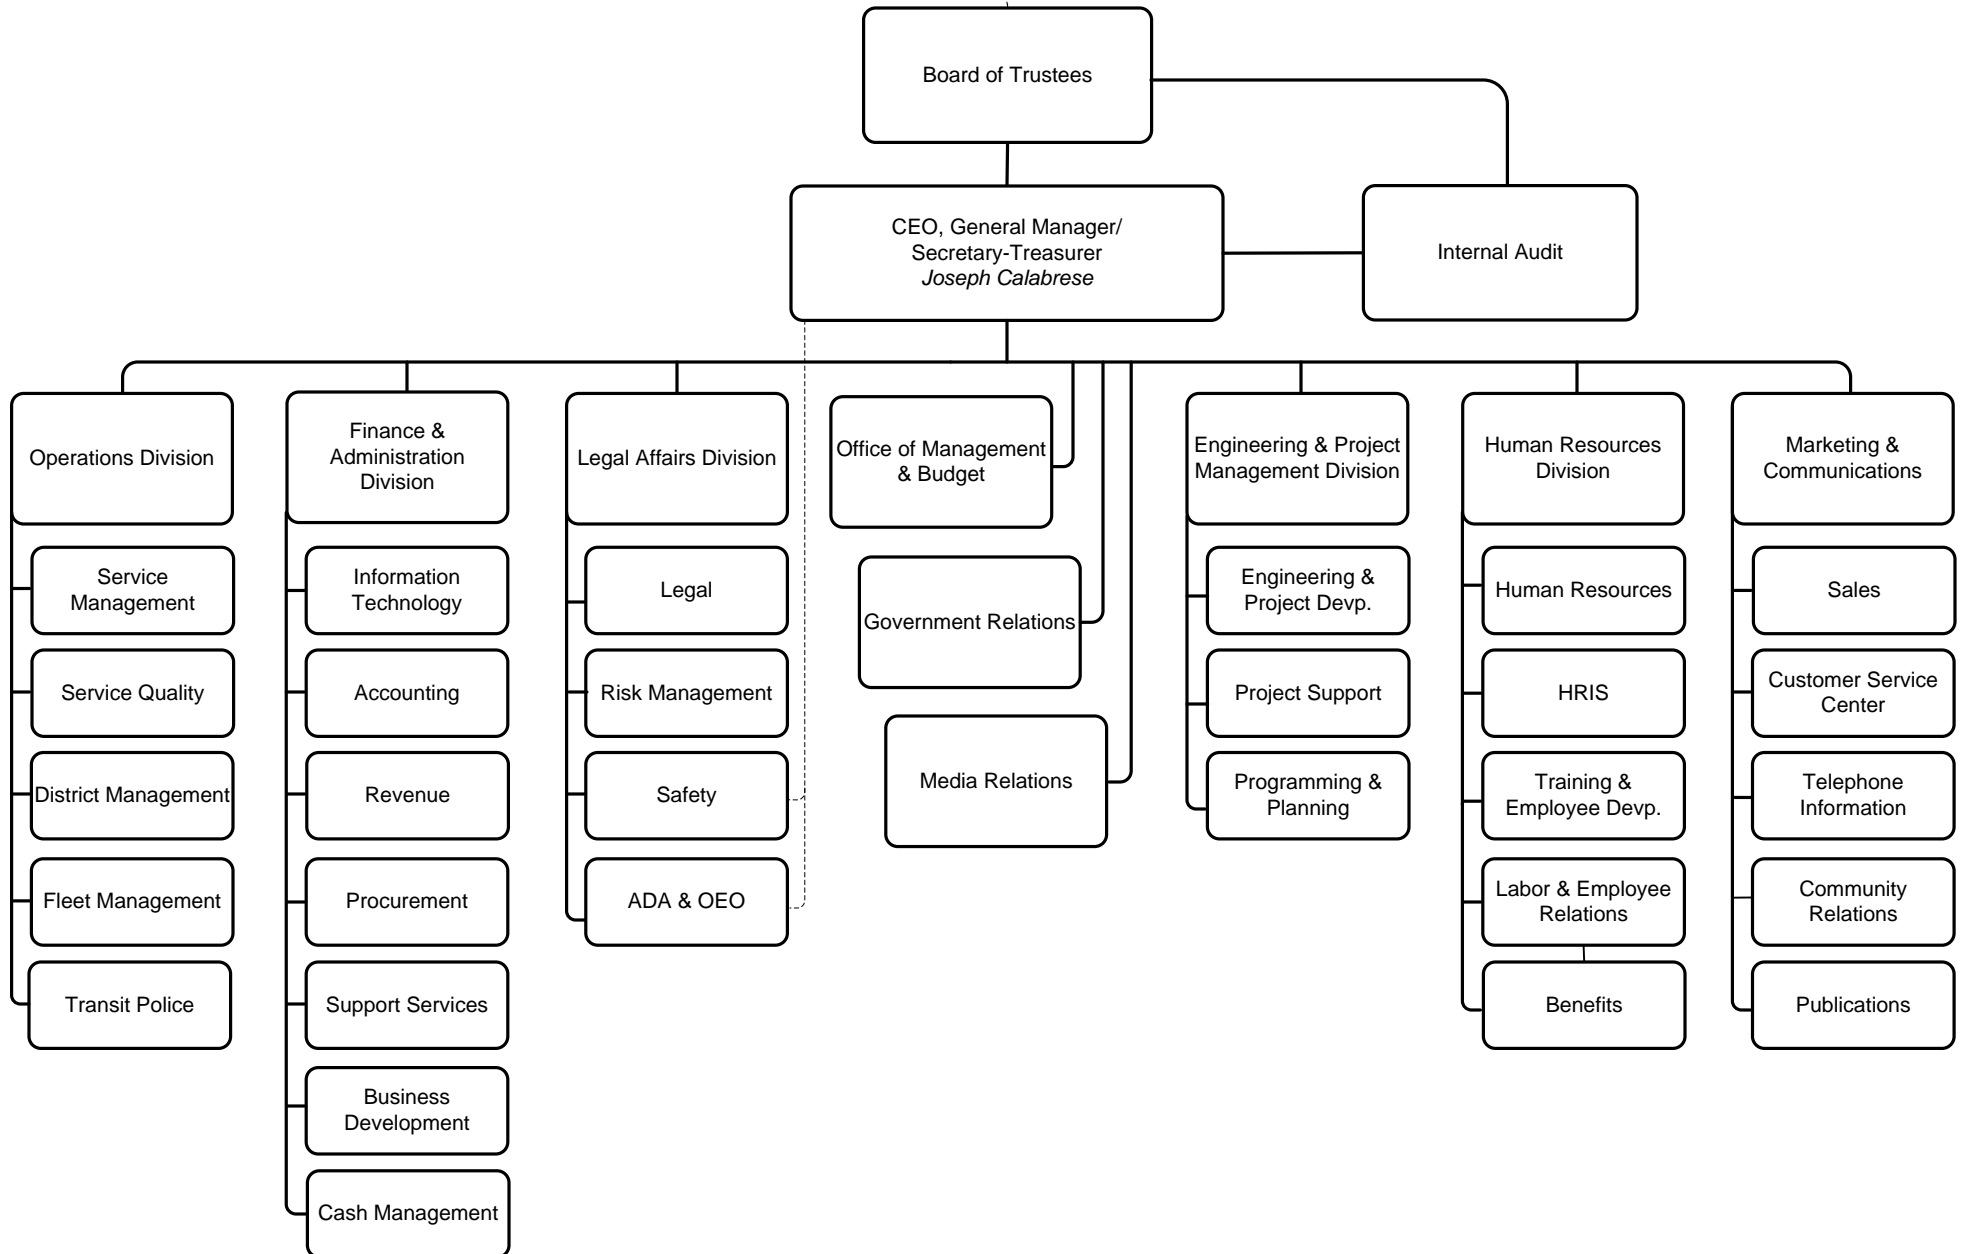 Board of Trustees
CEO, General Manager/
Secretary-Treasurer
Joseph Calabrese
Internal Audit
Operations Division
Service
Management
Service Quality
District Management
Fleet Management
Transit Police
Finance &
Administration
Division
Information
Technology
Accounting
Revenue
Procurement
Support Services
Business
Development
Cash Management
Legal Affairs Division
Legal
Risk Management
Safety
ADA & OEO
Office of Management
& Budget
Government Relations
Media Relations
Engineering & Project
Management Division
Engineering &
Project Devp.
Project Support
Programming &
Planning
Human Resources
Division
Human Resources
HRIS
Training &
Employee Devp.
Labor & Employee
Relations
Benefits
Marketing &
Communications
Sales
Customer Service
Center
Telephone
Information
Community
Relations
Publications